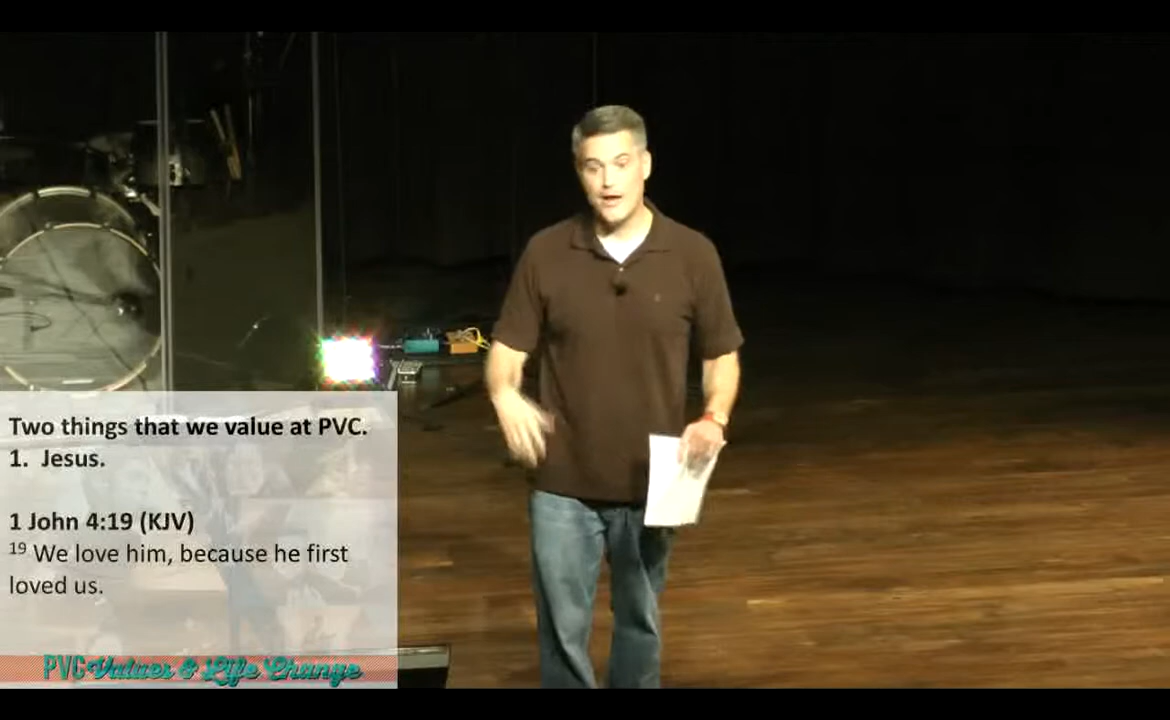 Two things that we value at PVC.
1. Jesus.
1 John 4:19 (KJV)
19 We love him, because he first
loved us.
PVC Values & Life Change